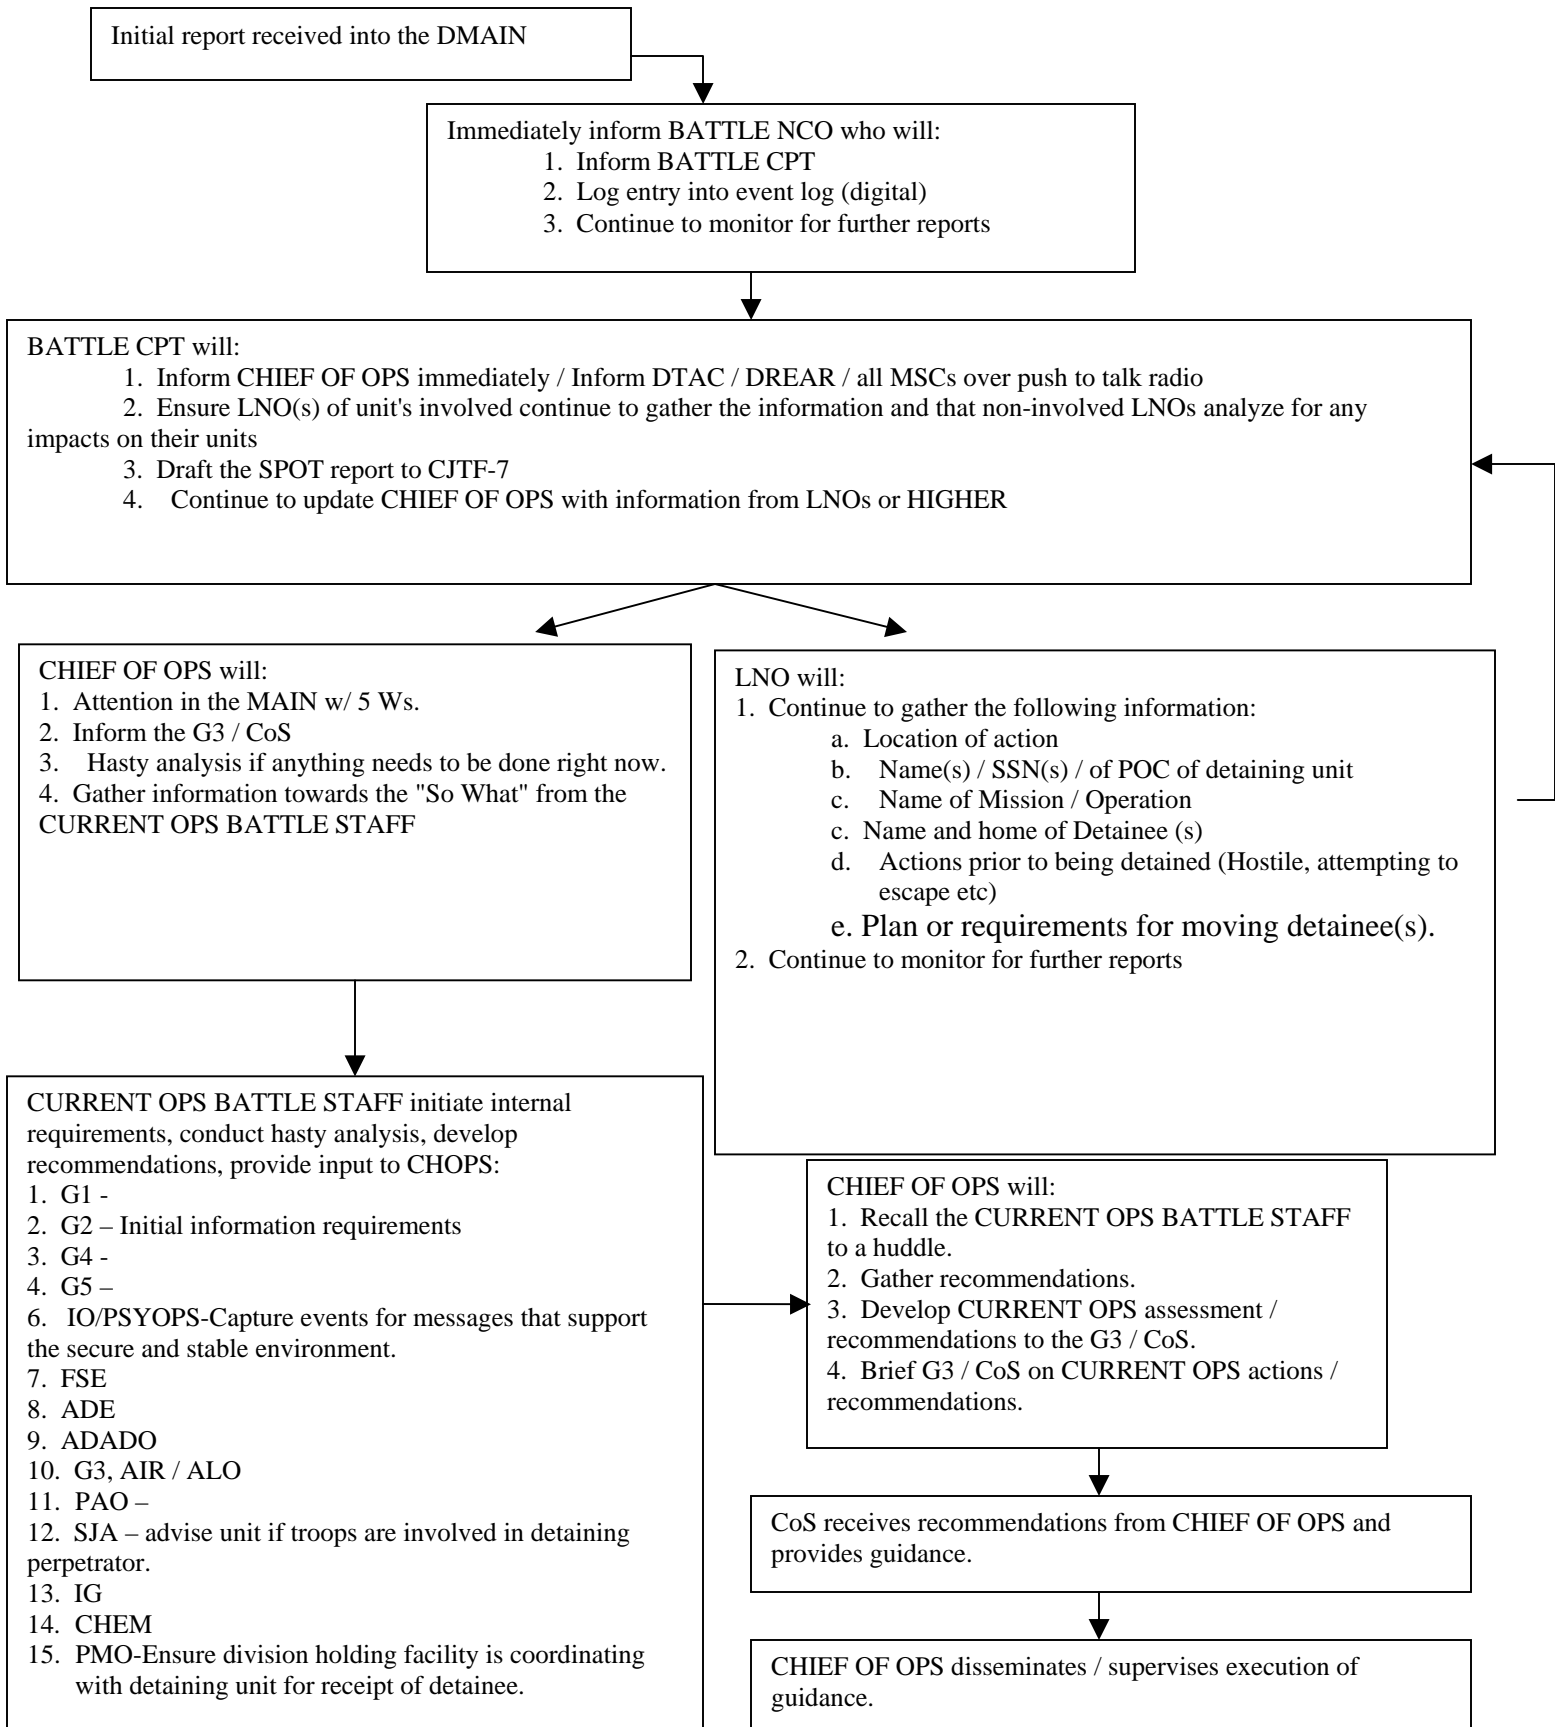 Initial report received into the DMAIN
Immediately inform BATTLE NCO who will:
1. Inform BATTLE CPT
2. Log entry into event log (digital)
3. Continue to monitor for further reports
BATTLE CPT will:
1. Inform CHIEF OF OPS immediately / Inform DTAC / DREAR / all MSCs over push to talk radio
2. Ensure LNO(s) of unit's involved continue to gather the information and that non-involved LNOs analyze for any
impacts on their units
3. Draft the SPOT report to CJTF-7
4. Continue to update CHIEF OF OPS with information from LNOs or HIGHER
CHIEF OF OPS will:
1. Attention in the MAIN w/ 5 Ws.
2. Inform the G3 / CoS
3. Hasty analysis if anything needs to be done right now.
4. Gather information towards the "So What" from the
CURRENT OPS BATTLE STAFF
LNO will:
1. Continue to gather the following information:
a. Location of action
b. Name(s) / SSN(s) / of POC of detaining unit
c. Name of Mission / Operation
c. Name and home of Detainee (s)
d. Actions prior to being detained (Hostile, attempting to
escape etc)
e. Plan or requirements for moving detainee(s).
2. Continue to monitor for further reports
CURRENT OPS BATTLE STAFF initiate internal
requirements, conduct hasty analysis, develop
recommendations, provide input to CHOPS:
1. G1 -
2. G2 – Initial information requirements
3. G4 -
4. G5 –
6. IO/PSYOPS-Capture events for messages that support
the secure and stable environment.
7. FSE
8. ADE
9. ADADO
10. G3, AIR / ALO
11. PAO –
12. SJA – advise unit if troops are involved in detaining
perpetrator.
13. IG
14. CHEM
15. PMO-Ensure division holding facility is coordinating
with detaining unit for receipt of detainee.
CHIEF OF OPS will:
1. Recall the CURRENT OPS BATTLE STAFF
to a huddle.
2. Gather recommendations.
3. Develop CURRENT OPS assessment /
recommendations to the G3 / CoS.
4. Brief G3 / CoS on CURRENT OPS actions /
recommendations.
CoS receives recommendations from CHIEF OF OPS and
provides guidance.
CHIEF OF OPS disseminates / supervises execution of
guidance.